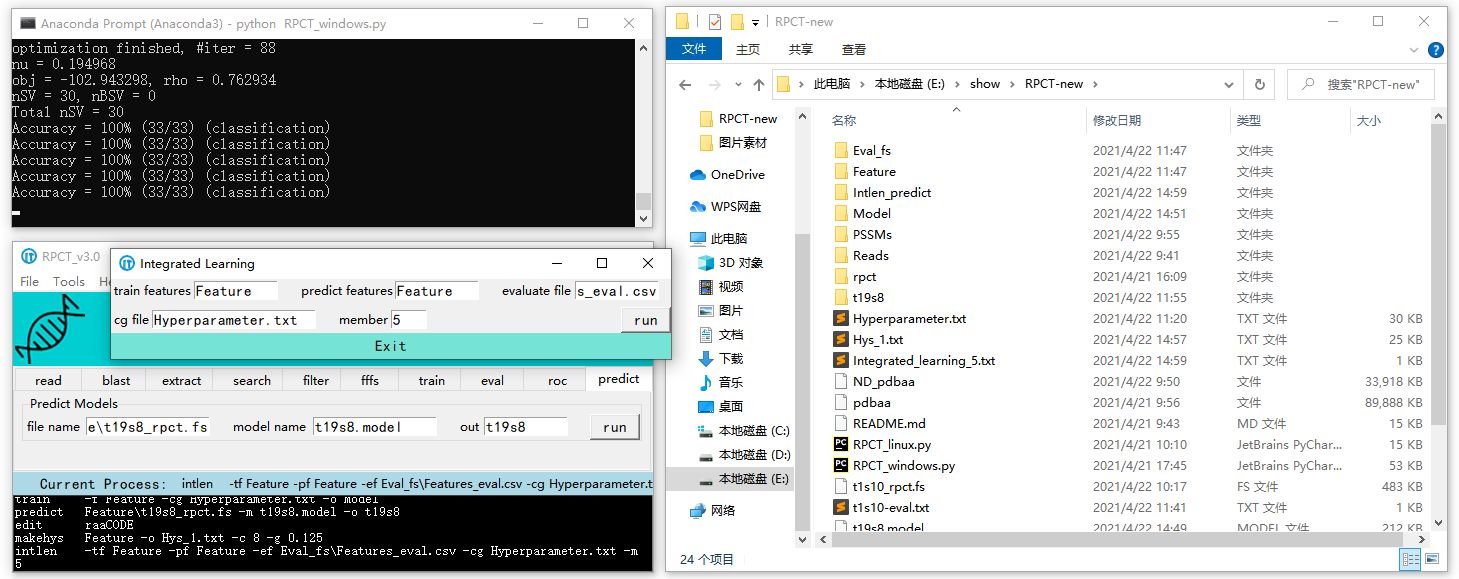 Anaconda Prompt (Anaconda3) - python RPCT_windows.py
optimization finished, #iter = 88
nu = 0.194968
obj = -102.943298, rho = 0.762934
nSV = 30, nBSV = 0
Total nSV = 30
Accuracy = 100% (33/33) (classification)
Accuracy = 100% (33/33) (classification)
Accuracy = 100% (33/33) (classification)
Accuracy = 100% (33/33) (classification)
Accuracy = 100% (33/33) (classification)
RPCT_v3.0
File Tools He
Integrated Learning
train features Feature predict features Feature evaluate file s_eval.csv
cg file Hyperparameter.txt member 5 run
Exit
read blast extract search filter fffs train eval roc predict
Predict Models
file name e\t19s8_rpct.fs model name t19s8.model out t19s8 run
Current Process: intlen -tf Feature -pf Feature -ef Eval_fs\Features_eval.csv -cg Hyperparameter.t
train -f Feature -cg Hyperparameter.txt -o model
predict Feature\t19s8_rpct.fs -m t19s8.model -o t19s8
edit raaCODE
makehys Feature -o Hys_1.txt -c 8 -g 0.125
intlen -tf Feature -pf Feature -ef Eval_fs\Features_eval.csv -cg Hyperparameter.txt -m
5
RPCT-new
文件 主页 共享 查看
此电脑 本地磁盘 (E:) show RPCT-new 搜索"RPCT-new"
RPCT-new
图片素材
OneDrive
WPS网盘
此电脑
3D 对象
视频
图片
文档
下载
音乐
桌面
本地磁盘 (C:)
本地磁盘 (D:)
本地磁盘 (E:)
网络
名称 修改日期 类型 大小
Eval_fs 2021/4/22 11:47 文件夹
Feature 2021/4/22 11:47 文件夹
Intlen_predict 2021/4/22 14:59 文件夹
Model 2021/4/22 14:51 文件夹
PSSMs 2021/4/22 9:55 文件夹
Reads 2021/4/22 9:41 文件夹
rpct 2021/4/21 16:09 文件夹
t19s8 2021/4/22 11:55 文件夹
Hyperparameter.txt 2021/4/22 11:20 TXT 文件 30 KB
Hys_1.txt 2021/4/22 14:57 TXT 文件 25 KB
Integrated_learning_5.txt 2021/4/22 14:59 TXT 文件 1 KB
ND_pdbaa 2021/4/22 9:50 文件 33,918 KB
pdbaa 2021/4/21 9:56 文件 89,888 KB
README.md 2021/4/21 9:43 MD 文件 15 KB
RPCT_linux.py 2021/4/21 10:10 JetBrains PyChar... 15 KB
RPCT_windows.py 2021/4/21 17:45 JetBrains PyChar... 53 KB
t1s10_rpct.fs 2021/4/22 10:17 FS 文件 483 KB
t1s10-eval.txt 2021/4/22 11:41 TXT 文件 1 KB
t19s8.model 2021/4/22 14:49 MODEL 文件 212 KB
24 个项目